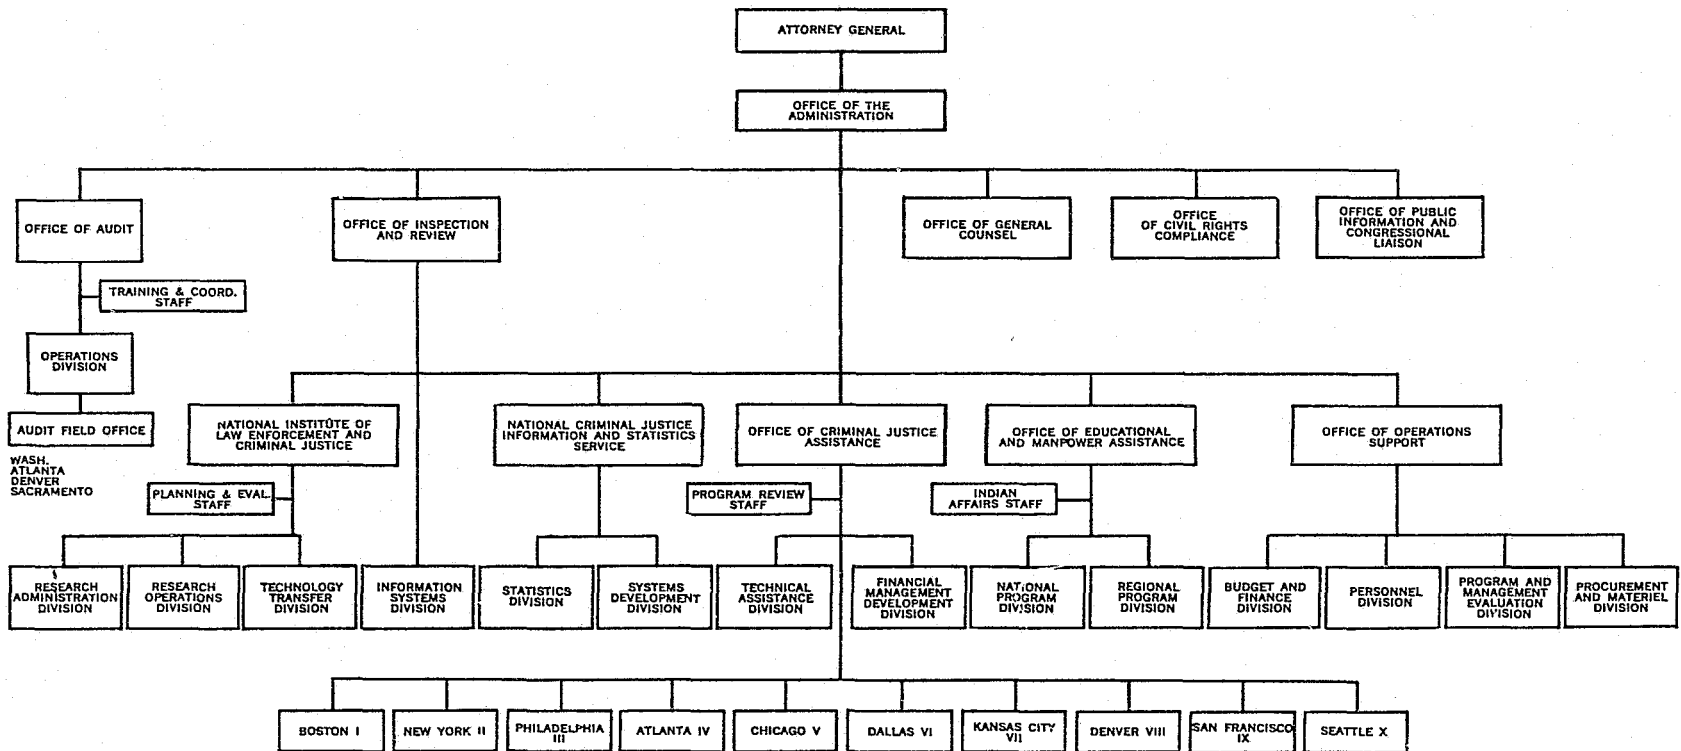 ATTORNEY GENERAL
OFFICE OF THE
ADMINISTRATION
OFFICE OF AUDIT
OFFICE OF INSPECTION
AND REVIEW
OFFICE OF GENERAL
COUNSEL
OFFICE
OF CIVIL RIGHTS
COMPLIANCE
OFFICE OF PUBLIC
INFORMATION AND
CONGRESSIONAL
LIAISON
TRAINING & COORD.
STAFF
OPERATIONS
DIVISION
AUDIT FIELD OFFICE
WASH.
ATLANTA
DENVER
SACRAMENTO
NATIONAL INSTITUTE OF
LAW ENFORCEMENT AND
CRIMINAL JUSTICE
NATIONAL CRIMINAL JUSTICE
INFORMATION AND STATISTICS
SERVICE
OFFICE OF CRIMINAL JUSTICE
ASSISTANCE
OFFICE OF EDUCATIONAL
AND MANPOWER ASSISTANCE
OFFICE OF OPERATIONS
SUPPORT
PLANNING & EVAL.
STAFF
PROGRAM REVIEW
STAFF
INDIAN
AFFAIRS STAFF
RESEARCH
ADMINISTRATION
DIVISION
RESEARCH
OPERATIONS
DIVISION
TECHNOLOGY
TRANSFER
DIVISION
INFORMATION
SYSTEMS
DIVISION
STATISTICS
DIVISION
SYSTEMS
DEVELOPMENT
DIVISION
TECHNICAL
ASSISTANCE
DIVISION
FINANCIAL
MANAGEMENT
DEVELOPMENT
DIVISION
NATIONAL
PROGRAM
DIVISION
REGIONAL
PROGRAM
DIVISION
BUDGET AND
FINANCE
DIVISION
PERSONNEL
DIVISION
PROGRAM AND
MANAGEMENT
EVALUATION
DIVISION
PROCUREMENT
AND MATERIEL
DIVISION
BOSTON I
NEW YORK II
PHILADELPHIA
III
ATLANTA IV
CHICAGO V
DALLAS VI
KANSAS CITY
VII
DENVER VIII
SAN FRANCISCO
IX
SEATTLE X